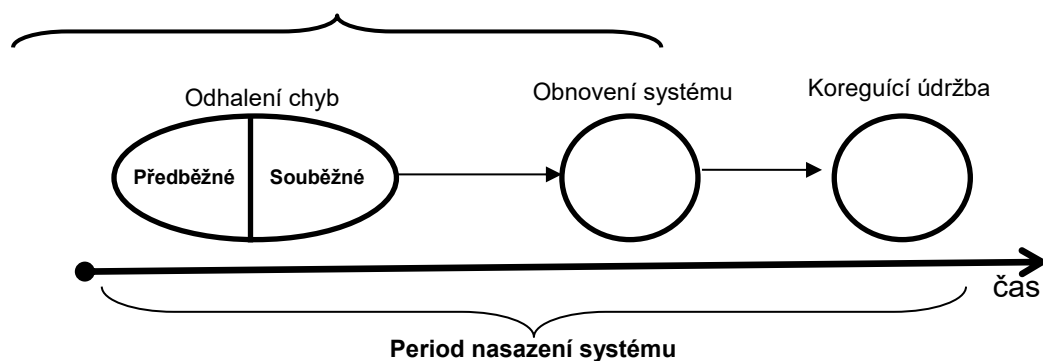 Odhalení chyb
Obnovení systému
Koreguící údržba
Předběžné
Souběžné
čas
Period nasazení systému